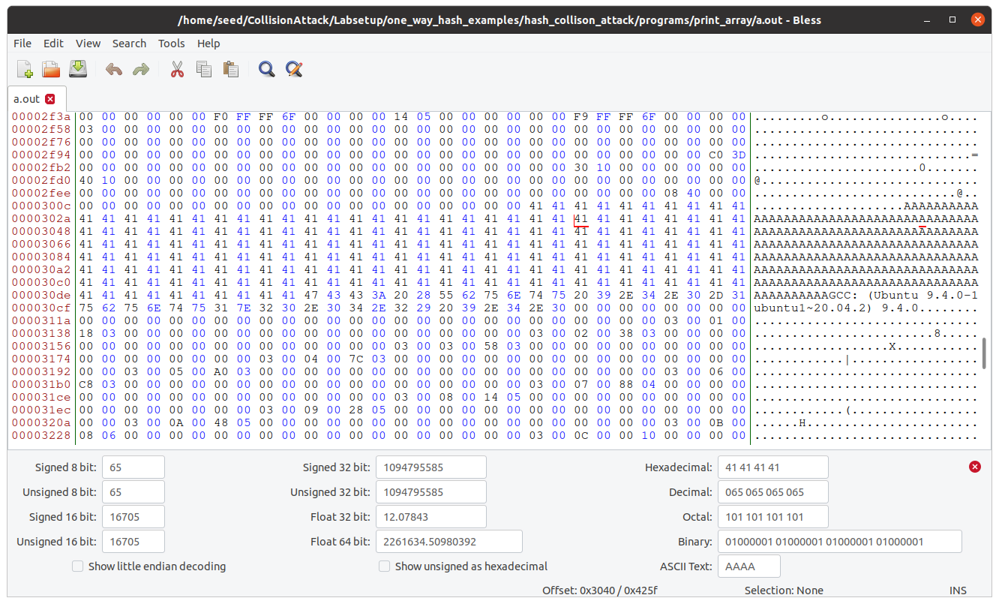 /home/seed/CollisionAttack/Labsetup/one_way_hash_examples/hash_collison_attack/programs/print_array/a.out - Bless
File Edit View Search Tools Help
a.out
00002f3a 00 00 00 00 00 00 F0 FF FF 6F 00 00 00 00 14 05 00 00 00 00 00 00 F9 FF FF 6F 00 00 00 00 .........o...............o....
00002f58 03 00 00 00 00 00 00 00 00 00 00 00 00 00 00 00 00 00 00 00 00 00 00 00 00 00 00 00 00 00 ..............................
00002f76 00 00 00 00 00 00 00 00 00 00 00 00 00 00 00 00 00 00 00 00 00 00 00 00 00 00 00 00 00 00 ..............................
00002f94 00 00 00 00 00 00 00 00 00 00 00 00 00 00 00 00 00 00 00 00 00 00 00 00 00 00 00 00 C0 3D .............................=
00002fb2 00 00 00 00 00 00 00 00 00 00 00 00 00 00 00 00 00 00 00 00 00 00 30 10 00 00 00 00 00 00 ......................0.......
00002fd0 40 10 00 00 00 00 00 00 00 00 00 00 00 00 00 00 00 00 00 00 00 00 00 00 00 00 00 00 00 00 @.............................
00002fee 00 00 00 00 00 00 00 00 00 00 00 00 00 00 00 00 00 00 00 00 00 00 00 00 00 00 08 40 00 00 ...........................@..
0000300c 00 00 00 00 00 00 00 00 00 00 00 00 00 00 00 00 00 00 00 00 41 41 41 41 41 41 41 41 41 41 ....................AAAAAAAAAA
0000302a 41 41 41 41 41 41 41 41 41 41 41 41 41 41 41 41 41 41 41 41 41 41 41 41 41 41 41 41 41 41 AAAAAAAAAAAAAAAAAAAAAAAAAAAAAA
00003048 41 41 41 41 41 41 41 41 41 41 41 41 41 41 41 41 41 41 41 41 41 41 41 41 41 41 41 41 41 41 AAAAAAAAAAAAAAAAAAAAAAAAAAAAAA
00003066 41 41 41 41 41 41 41 41 41 41 41 41 41 41 41 41 41 41 41 41 41 41 41 41 41 41 41 41 41 41 AAAAAAAAAAAAAAAAAAAAAAAAAAAAAA
00003084 41 41 41 41 41 41 41 41 41 41 41 41 41 41 41 41 41 41 41 41 41 41 41 41 41 41 41 41 41 41 AAAAAAAAAAAAAAAAAAAAAAAAAAAAAA
000030a2 41 41 41 41 41 41 41 41 41 41 41 41 41 41 41 41 41 41 41 41 41 41 41 41 41 41 41 41 41 41 AAAAAAAAAAAAAAAAAAAAAAAAAAAAAA
000030c0 41 41 41 41 41 41 41 41 41 41 41 41 41 41 41 41 41 41 41 41 41 41 41 41 41 41 41 41 41 41 AAAAAAAAAAAAAAAAAAAAAAAAAAAAAA
000030de 41 41 41 41 41 41 41 41 41 41 47 43 43 3A 20 28 55 62 75 6E 74 75 20 39 2E 34 2E 30 2D 31 AAAAAAAAAAGCC: (Ubuntu 9.4.0-1
000030cf 75 62 75 6E 74 75 31 7E 32 30 2E 30 34 2E 32 29 20 39 2E 34 2E 30 00 00 00 00 00 00 00 00 ubuntu1~20.04.2) 9.4.0........
0000311a 00 00 00 00 00 00 00 00 00 00 00 00 00 00 00 00 00 00 00 00 00 00 00 00 00 00 03 00 01 00 ..............................
00003138 18 03 00 00 00 00 00 00 00 00 00 00 00 00 00 00 00 00 00 00 03 00 02 00 38 03 00 00 00 00 ........................8.....
00003156 00 00 00 00 00 00 00 00 00 00 00 00 00 00 03 00 03 00 58 03 00 00 00 00 00 00 00 00 00 00 ..................X...........
00003174 00 00 00 00 00 00 00 00 03 00 04 00 7C 03 00 00 00 00 00 00 00 00 00 00 00 00 00 00 00 00 ............|.................
00003192 00 00 03 00 05 00 A0 03 00 00 00 00 00 00 00 00 00 00 00 00 00 00 00 00 00 00 03 00 06 00 ..............................
000031b0 C8 03 00 00 00 00 00 00 00 00 00 00 00 00 00 00 00 00 00 00 03 00 07 00 88 04 00 00 00 00 ..............................
000031ce 00 00 00 00 00 00 00 00 00 00 00 00 00 00 03 00 08 00 14 05 00 00 00 00 00 00 00 00 00 00 ..............................
000031ec 00 00 00 00 00 00 00 00 03 00 09 00 28 05 00 00 00 00 00 00 00 00 00 00 00 00 00 00 00 00 ............(.................
0000320a 00 00 03 00 0A 00 48 05 00 00 00 00 00 00 00 00 00 00 00 00 00 00 00 00 00 00 03 00 0B 00 ......H.......................
00003228 08 06 00 00 00 00 00 00 00 00 00 00 00 00 00 00 00 00 00 00 03 00 0C 00 00 10 00 00 00 00 ..............................
Signed 8 bit: 65 Signed 32 bit: 1094795585 Hexadecimal: 41 41 41 41
Unsigned 8 bit: 65 Unsigned 32 bit: 1094795585 Decimal: 065 065 065 065
Signed 16 bit: 16705 Float 32 bit: 12.07843 Octal: 101 101 101 101
Unsigned 16 bit: 16705 Float 64 bit: 2261634.50980392 Binary: 01000001 01000001 01000001 01000001
Show little endian decoding Show unsigned as hexadecimal ASCII Text: AAAA
Offset: 0x3040 / 0x425f Selection: None INS